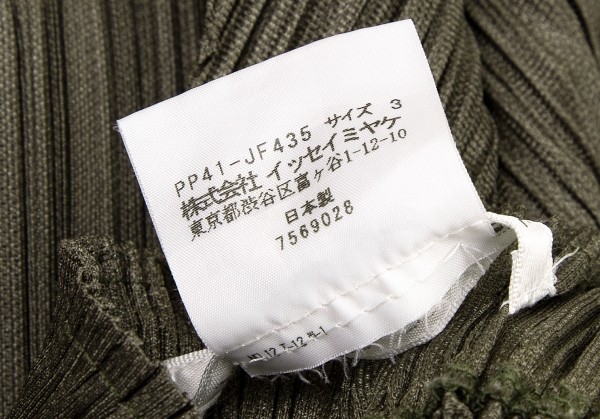 PP41-JF435 サイズ 3
株式会社 イッセイミヤケ
東京都渋谷区富ヶ谷1-12-10
日本製
7569028